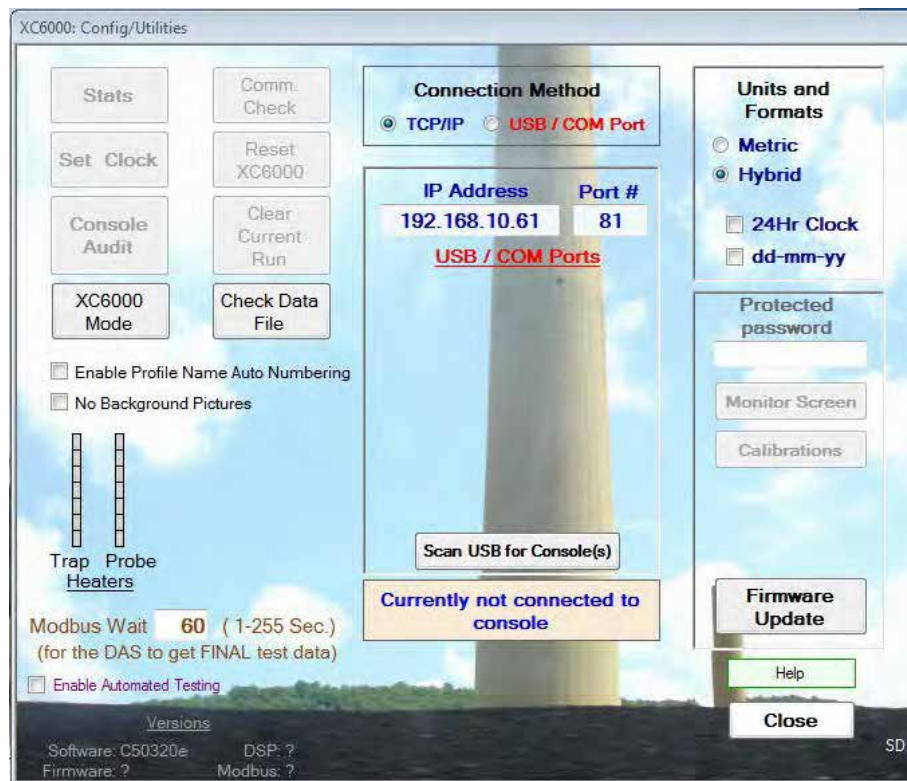 XC6000: Config/Utilities
Stats
Comm.
Check
Set Clock
Reset
XC6000
Console
Audit
Clear
Current
Run
XC6000
Mode
Check Data
File
Enable Profile Name Auto Numbering
No Background Pictures
Trap Probe
Heaters
Modbus Wait 60 ( 1-255 Sec.)
(for the DAS to get FINAL test data)
Enable Automated Testing
Versions
Software: C50320e DSP: ?
Firmware: ? Modbus: ?
Connection Method
TCP/IP USB / COM Port
IP Address Port #
192.168.10.61 81
USB / COM Ports
Scan USB for Console(s)
Currently not connected to
console
Units and
Formats
Metric
Hybrid
24Hr Clock
dd-mm-yy
Protected
password
Monitor Screen
Calibrations
Firmware
Update
Help
Close
SD